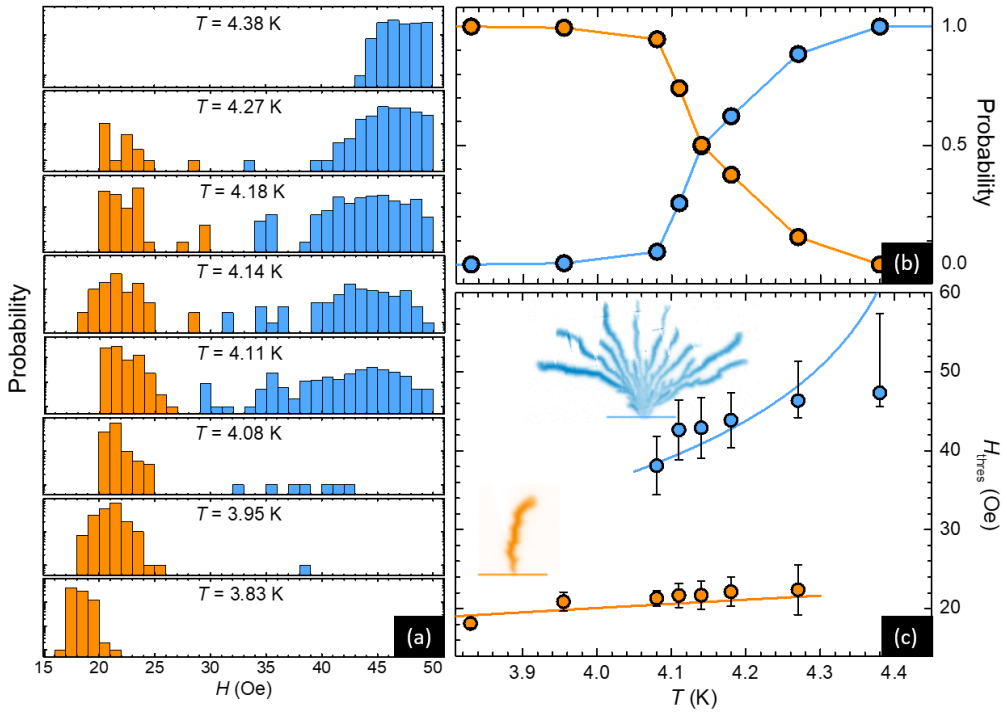 T = 4.38 K
T = 4.27 K
T = 4.18 K
T = 4.14 K
T = 4.11 K
T = 4.08 K
T = 3.95 K
T = 3.83 K
(a)
Probability
15 20 25 30 35 40 45 50
H (Oe)
1.0
0.5
0.0
Probability
(b)
60
50
40
30
20
H_thres (Oe)
(c)
3.9 4.0 4.1 4.2 4.3 4.4
T (K)